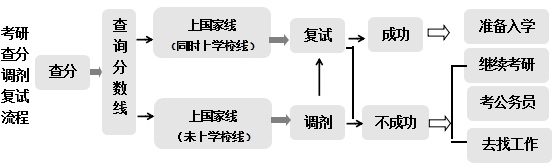 考研
查分
调剂
复试
流程
查分
查询分数线
上国家线
(同时上学校线)
复试
成功
准备入学
上国家线
(未上学校线)
调剂
不成功
继续考研
考公务员
去找工作